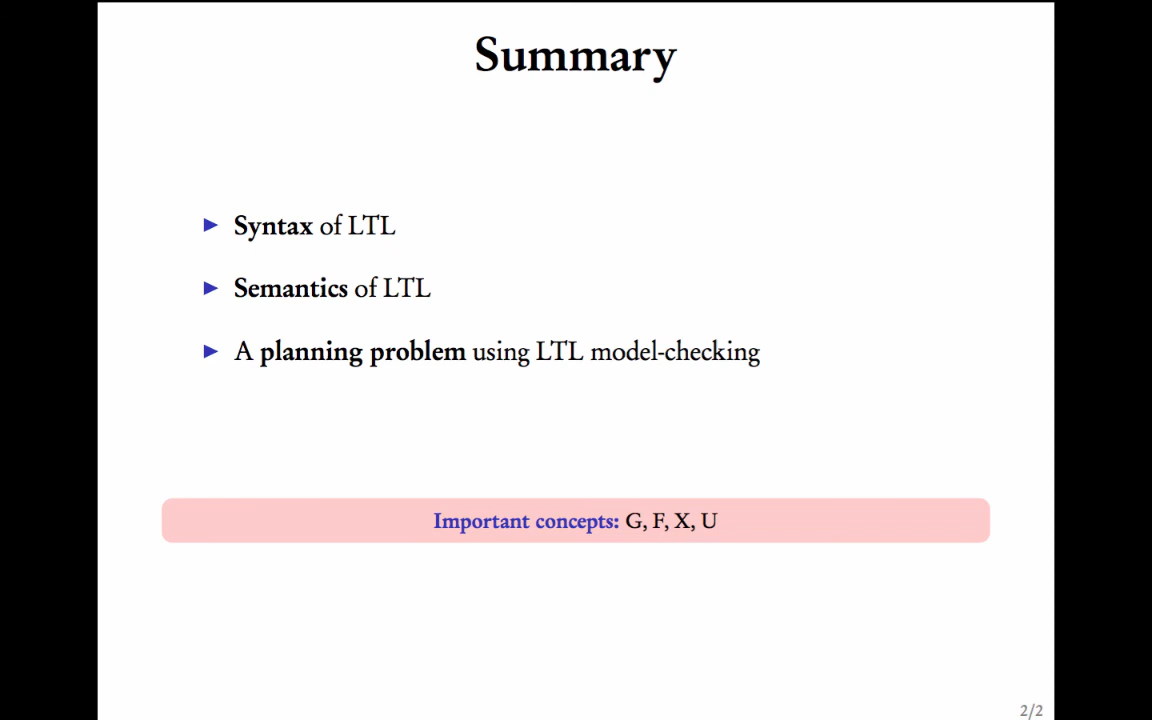 Summary
Syntax of LTL
Semantics of LTL
A planning problem using LTL model-checking
Important concepts: G, F, X, U
2/2